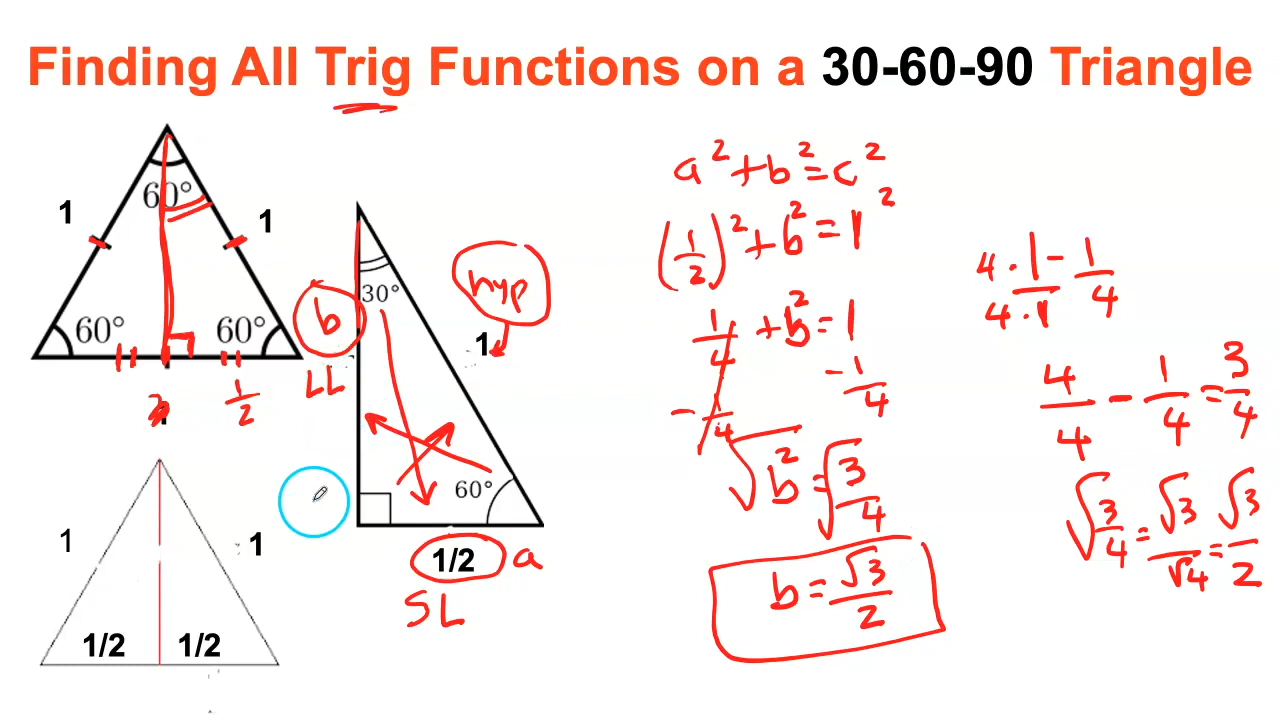 Finding All Trig Functions on a 30-60-90 Triangle
60°
1
1
60°
60°
1/2
1
1
1/2
1/2
30°
b
LL
hyp
1
60°
1/2 a
SL
a² + b² = c²
(1/2)² + b² = 1²
1/4 + b² = 1
- 1/4 - 1/4
√b² = √3/4
b = √3/2
4 · 1 - 1/4
4 · 1
4/4 - 1/4 = 3/4
√3/4 = √3/√4 = √3/2